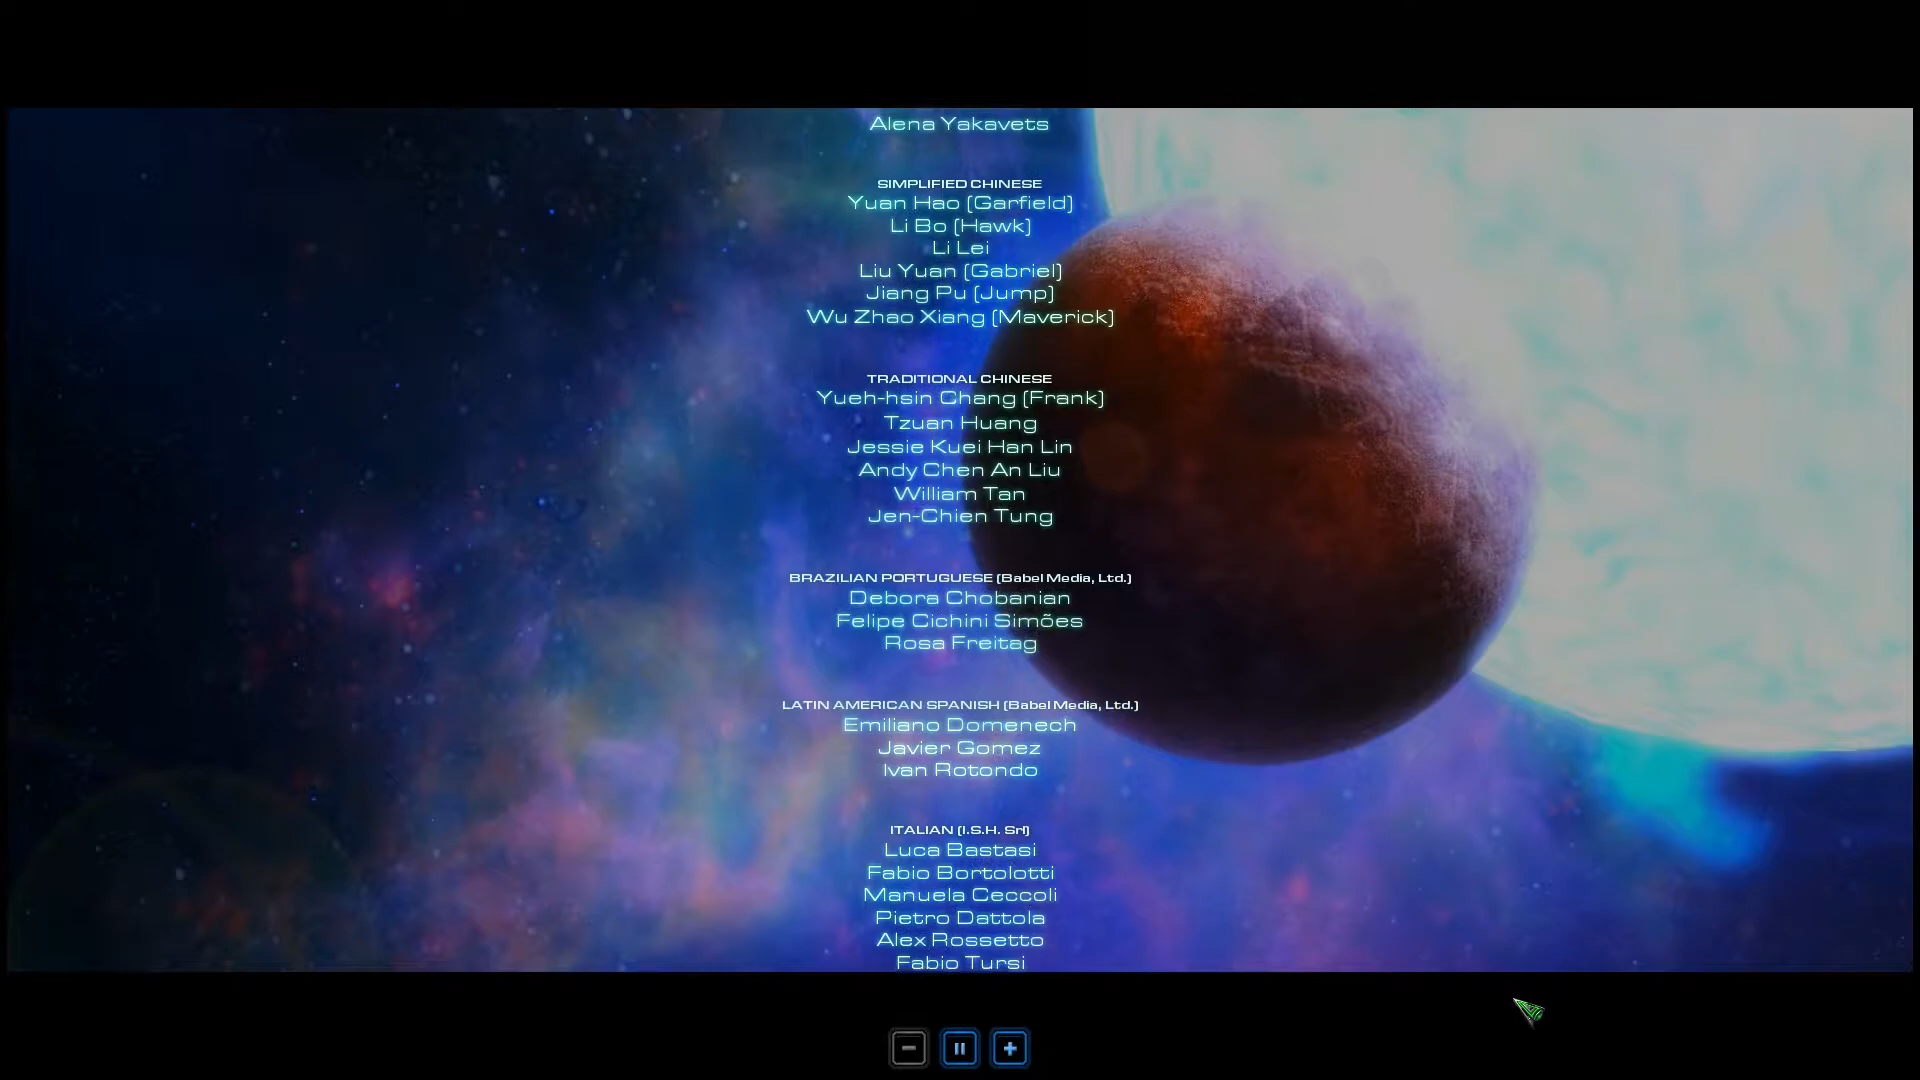 Alena Yakavets
SIMPLIFIED CHINESE
Yuan Hao (Garfield)
Li Bo (Hawk)
Li Lei
Liu Yuan (Gabriel)
Jiang Pu (Jump)
Wu Zhao Xiang (Maverick)
TRADITIONAL CHINESE
Yueh-hsin Chang (Frank)
Tzuan Huang
Jessie Kuei Han Lin
Andy Chen An Liu
William Tan
Jen-Chien Tung
BRAZILIAN PORTUGUESE (Babel Media, Ltd.)
Debora Chobanian
Felipe Cichini Simões
Rosa Freitag
LATIN AMERICAN SPANISH (Babel Media, Ltd.)
Emiliano Domenech
Javier Gomez
Ivan Rotondo
ITALIAN (I.S.H. Srl)
Luca Bastasi
Fabio Bortolotti
Manuela Ceccoli
Pietro Dattola
Alex Rossetto
Fabio Tursi